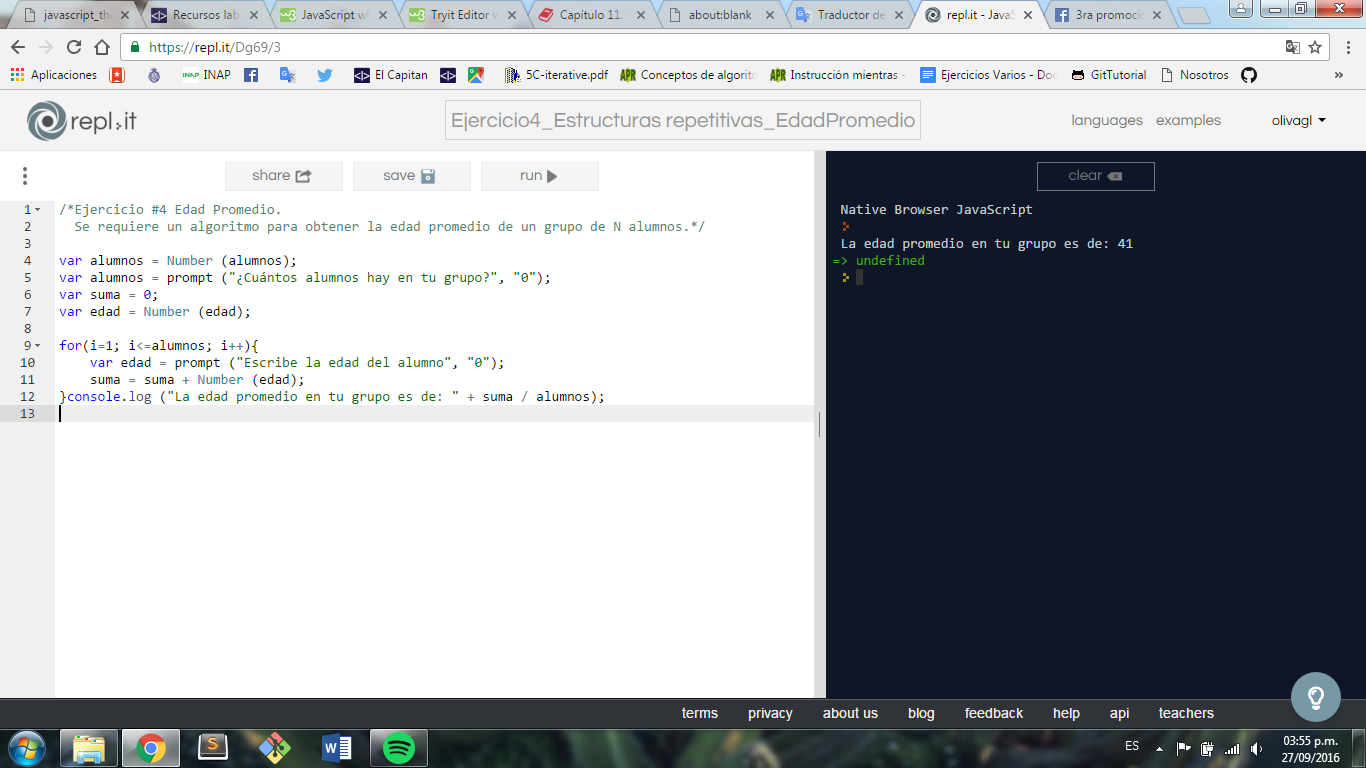 javascript_the
Recursos lab
JavaScript wi
Tryit Editor v
Capítulo 11.
about:blank
Traductor de
repl.it - JavaS
3ra promoció
https://repl.it/Dg69/3
Aplicaciones
INAP
El Capitan
5C-iterative.pdf
Conceptos de algoritm
Instrucción mientras -
Ejercicios Varios - Doc
GitTutorial
Nosotros
»
repl.it
Ejercicio4_Estructuras repetitivas_EdadPromedio
languages
examples
olivagl
share
save
run
clear
1 /*Ejercicio #4 Edad Promedio.
2 Se requiere un algoritmo para obtener la edad promedio de un grupo de N alumnos.*/
3
4 var alumnos = Number (alumnos);
5 var alumnos = prompt ("¿Cuántos alumnos hay en tu grupo?", "0");
6 var suma = 0;
7 var edad = Number (edad);
8
9 for(i=1; i<=alumnos; i++){
10 var edad = prompt ("Escribe la edad del alumno", "0");
11 suma = suma + Number (edad);
12 }console.log ("La edad promedio en tu grupo es de: " + suma / alumnos);
13
Native Browser JavaScript
La edad promedio en tu grupo es de: 41
=> undefined
terms
privacy
about us
blog
feedback
help
api
teachers
ES
03:55 p.m.
27/09/2016